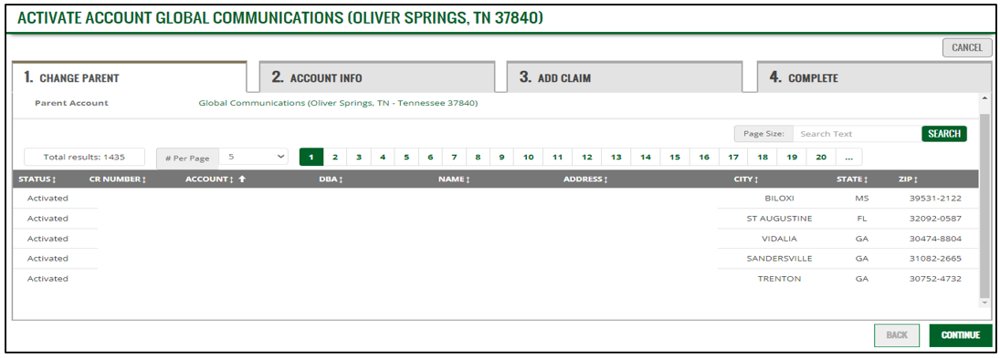 ACTIVATE ACCOUNT GLOBAL COMMUNICATIONS (OLIVER SPRINGS, TN 37840)
CANCEL
1. CHANGE PARENT 2. ACCOUNT INFO 3. ADD CLAIM 4. COMPLETE
Parent Account Global Communications (Oliver Springs, TN - Tennessee 37840)
Page Size: Search Text SEARCH
Total results: 1435 # Per Page 5 1 2 3 4 5 6 7 8 9 10 11 12 13 14 15 16 17 18 19 20 ...
STATUS CR NUMBER ACCOUNT DBA NAME ADDRESS CITY STATE ZIP
Activated BILOXI MS 39531-2122
Activated ST AUGUSTINE FL 32092-0587
Activated VIDALIA GA 30474-8804
Activated SANDERSVILLE GA 31082-2665
Activated TRENTON GA 30752-4732
BACK CONTINUE